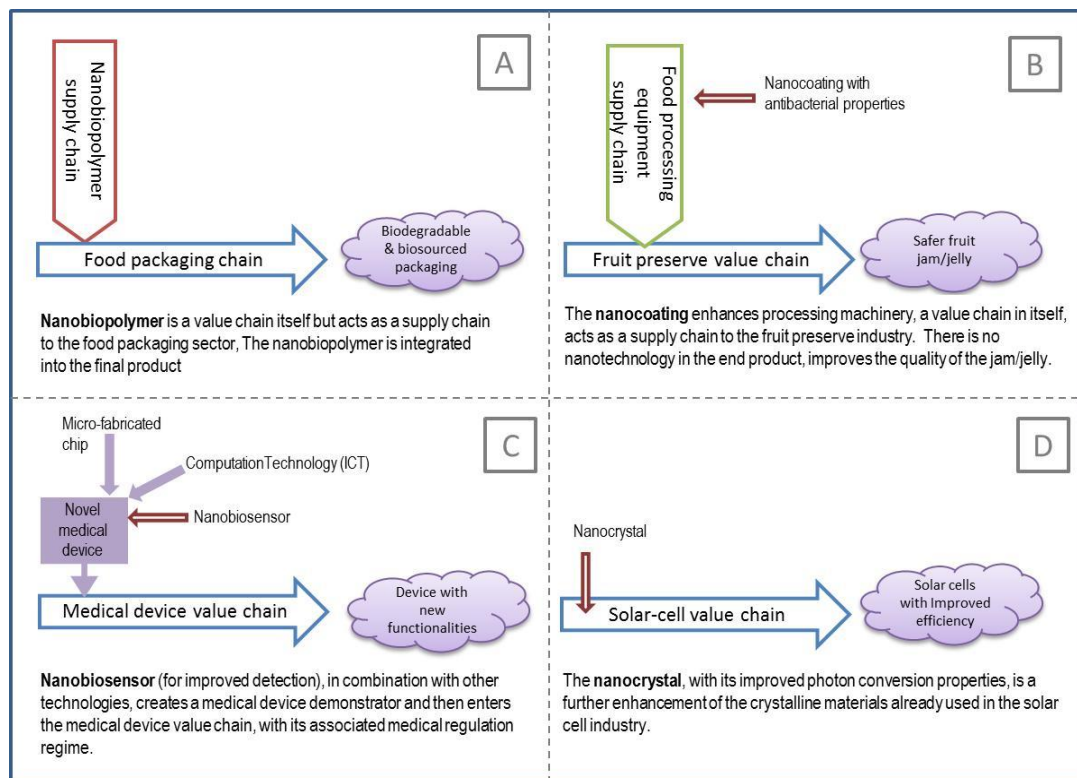 A
Nanobiopolymer
supply chain
Food packaging chain
Biodegradable
& biosourced
packaging
Nanobiopolymer is a value chain itself but acts as a supply chain
to the food packaging sector, The nanobiopolymer is integrated
into the final product
B
Food processing
equipment
supply chain
Nanocoating with
antibacterial properties
Fruit preserve value chain
Safer fruit
jam/jelly
The nanocoating enhances processing machinery, a value chain in itself,
acts as a supply chain to the fruit preserve industry. There is no
nanotechnology in the end product, improves the quality of the jam/jelly.
C
Micro-fabricated
chip
Computation Technology (ICT)
Novel
medical
device
Nanobiosensor
Medical device value chain
Device with
new
functionalities
Nanobiosensor (for improved detection), in combination with other
technologies, creates a medical device demonstrator and then enters
the medical device value chain, with its associated medical regulation
regime.
D
Nanocrystal
Solar-cell value chain
Solar cells
with Improved
efficiency
The nanocrystal, with its improved photon conversion properties, is a
further enhancement of the crystalline materials already used in the solar
cell industry.